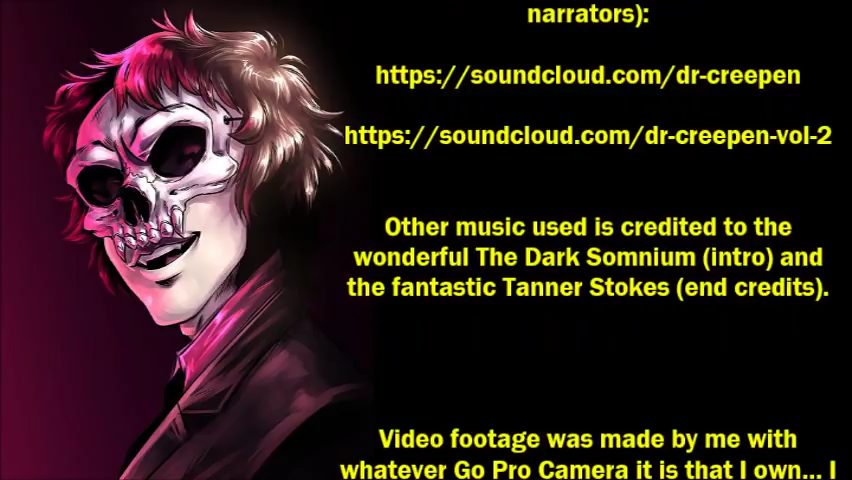 narrators):
https://soundcloud.com/dr-creepen
https://soundcloud.com/dr-creepen-vol-2
Other music used is credited to the
wonderful The Dark Somnium (intro) and
the fantastic Tanner Stokes (end credits).
Video footage was made by me with
whatever Go Pro Camera it is that I own... I